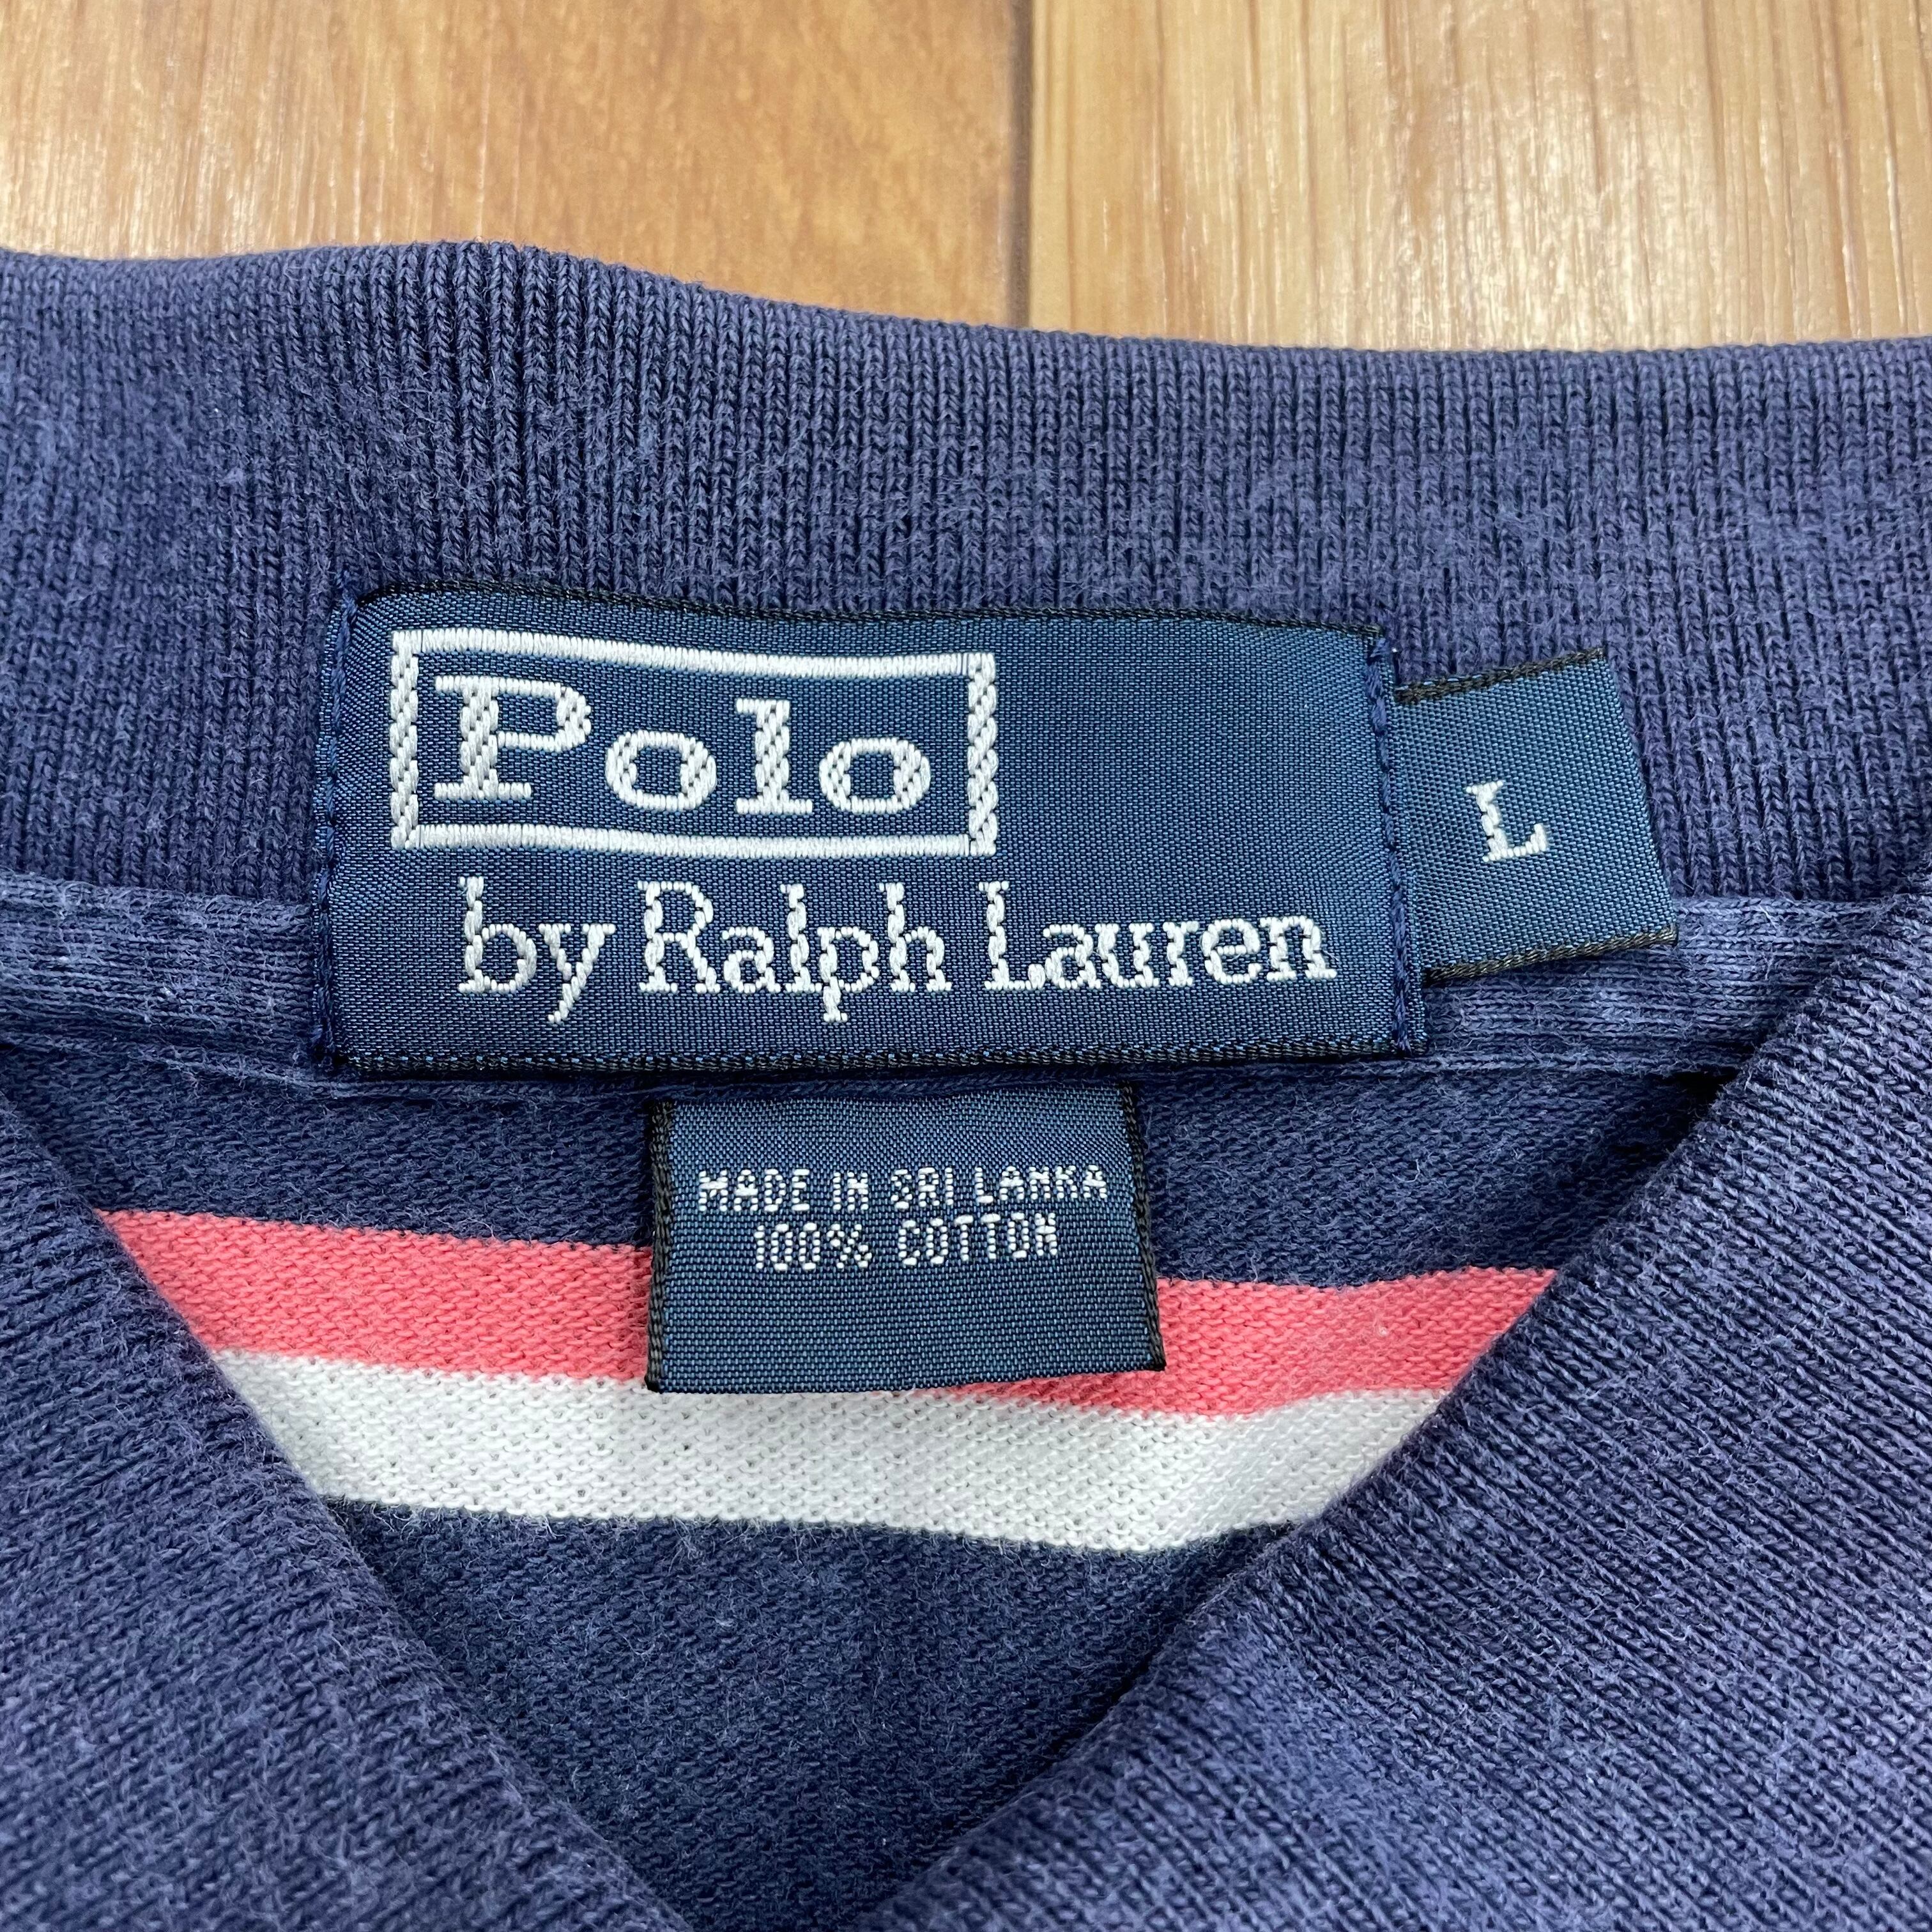 Polo
by Ralph Lauren
L
MADE IN SRI LANKA
100% COTTON